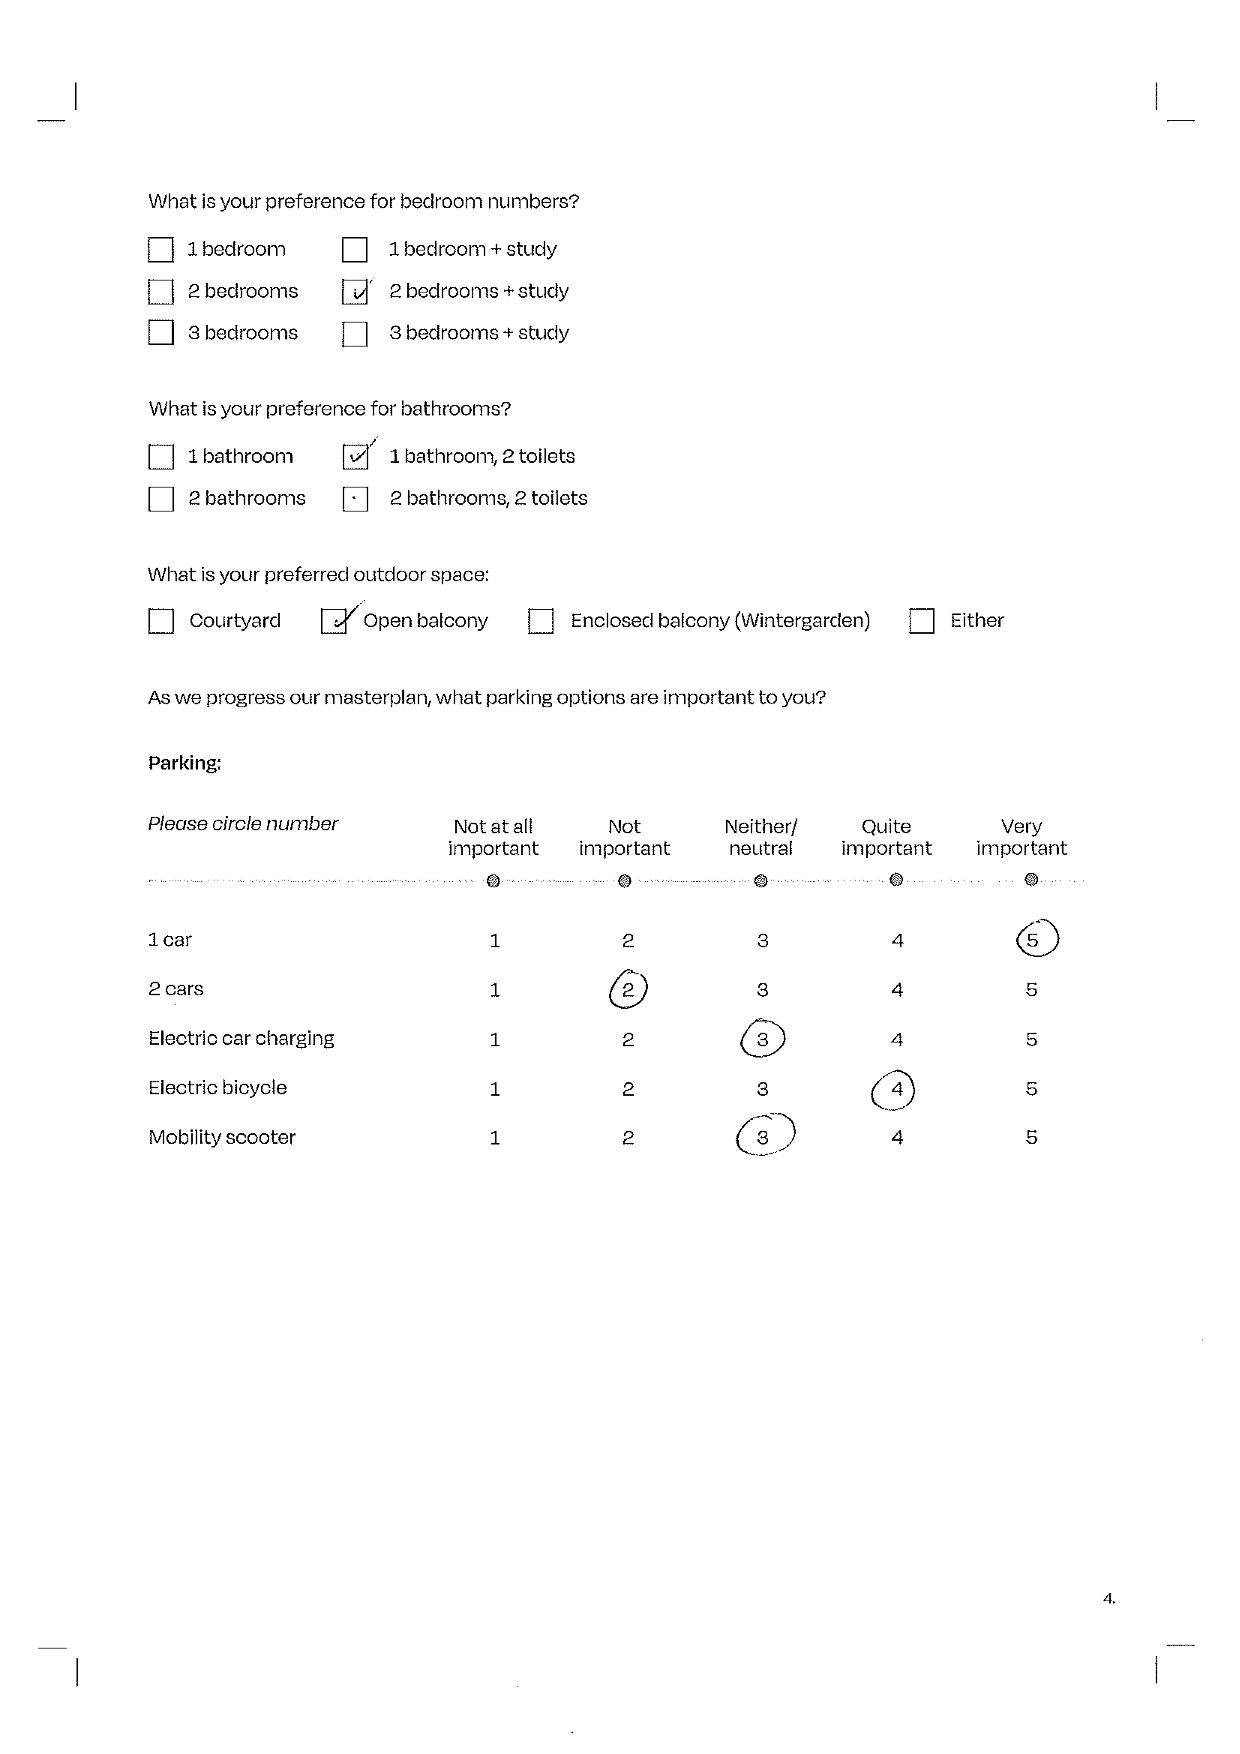 What is your preference for bedroom numbers?
1 bedroom 1 bedroom + study
2 bedrooms 2 bedrooms + study
3 bedrooms 3 bedrooms + study
What is your preference for bathrooms?
1 bathroom 1 bathroom, 2 toilets
2 bathrooms 2 bathrooms, 2 toilets
What is your preferred outdoor space:
Courtyard Open balcony Enclosed balcony (Wintergarden) Either
As we progress our masterplan, what parking options are important to you?
Parking:
Please circle number Not at all Not Neither/ Quite Very
important important neutral important important
1 car 1 2 3 4 5
2 cars 1 2 3 4 5
Electric car charging 1 2 3 4 5
Electric bicycle 1 2 3 4 5
Mobility scooter 1 2 3 4 5
4.